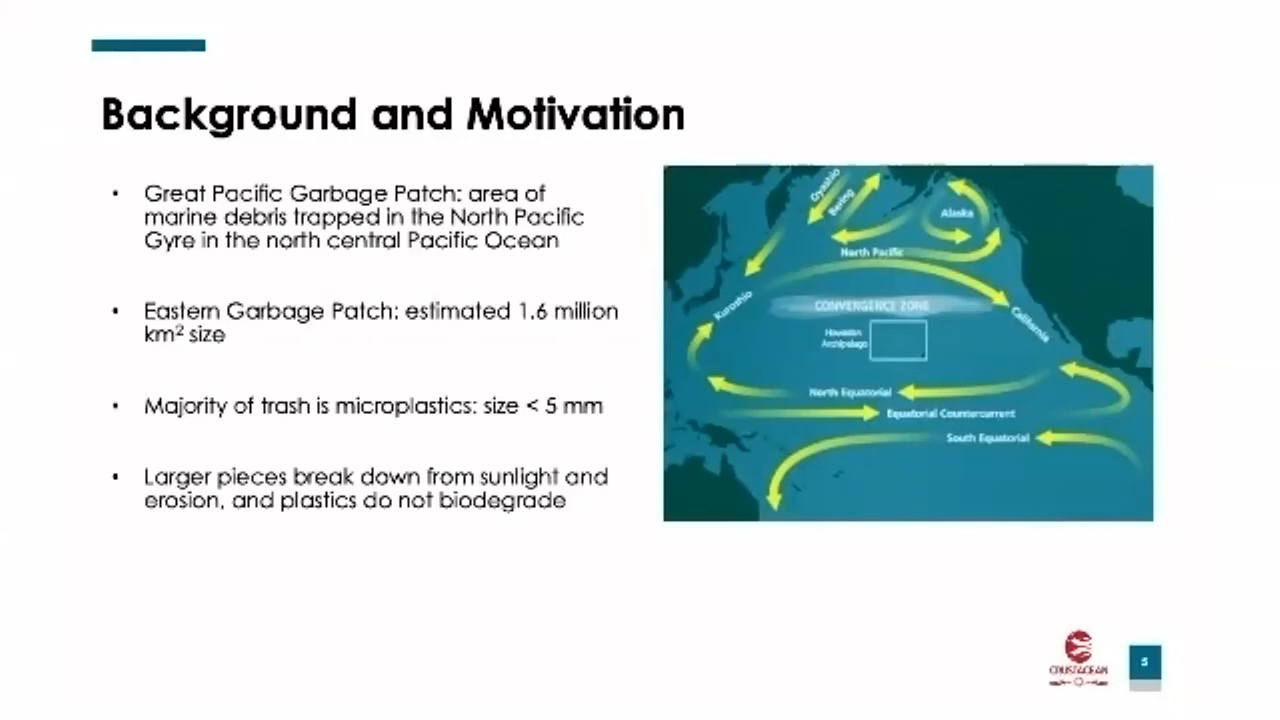 Background and Motivation
• Great Pacific Garbage Patch: area of
marine debris trapped in the North Pacific
Gyre in the north central Pacific Ocean
• Eastern Garbage Patch: estimated 1.6 million
km² size
• Majority of trash is microplastics: size < 5 mm
• Larger pieces break down from sunlight and
erosion, and plastics do not biodegrade
Oyashio
Bering
Alaska
North Pacific
Kuroshio
CONVERGENCE ZONE
California
Hawaiian
Archipelago
North Equatorial
Equatorial Countercurrent
South Equatorial
CRUSTACEAN
5